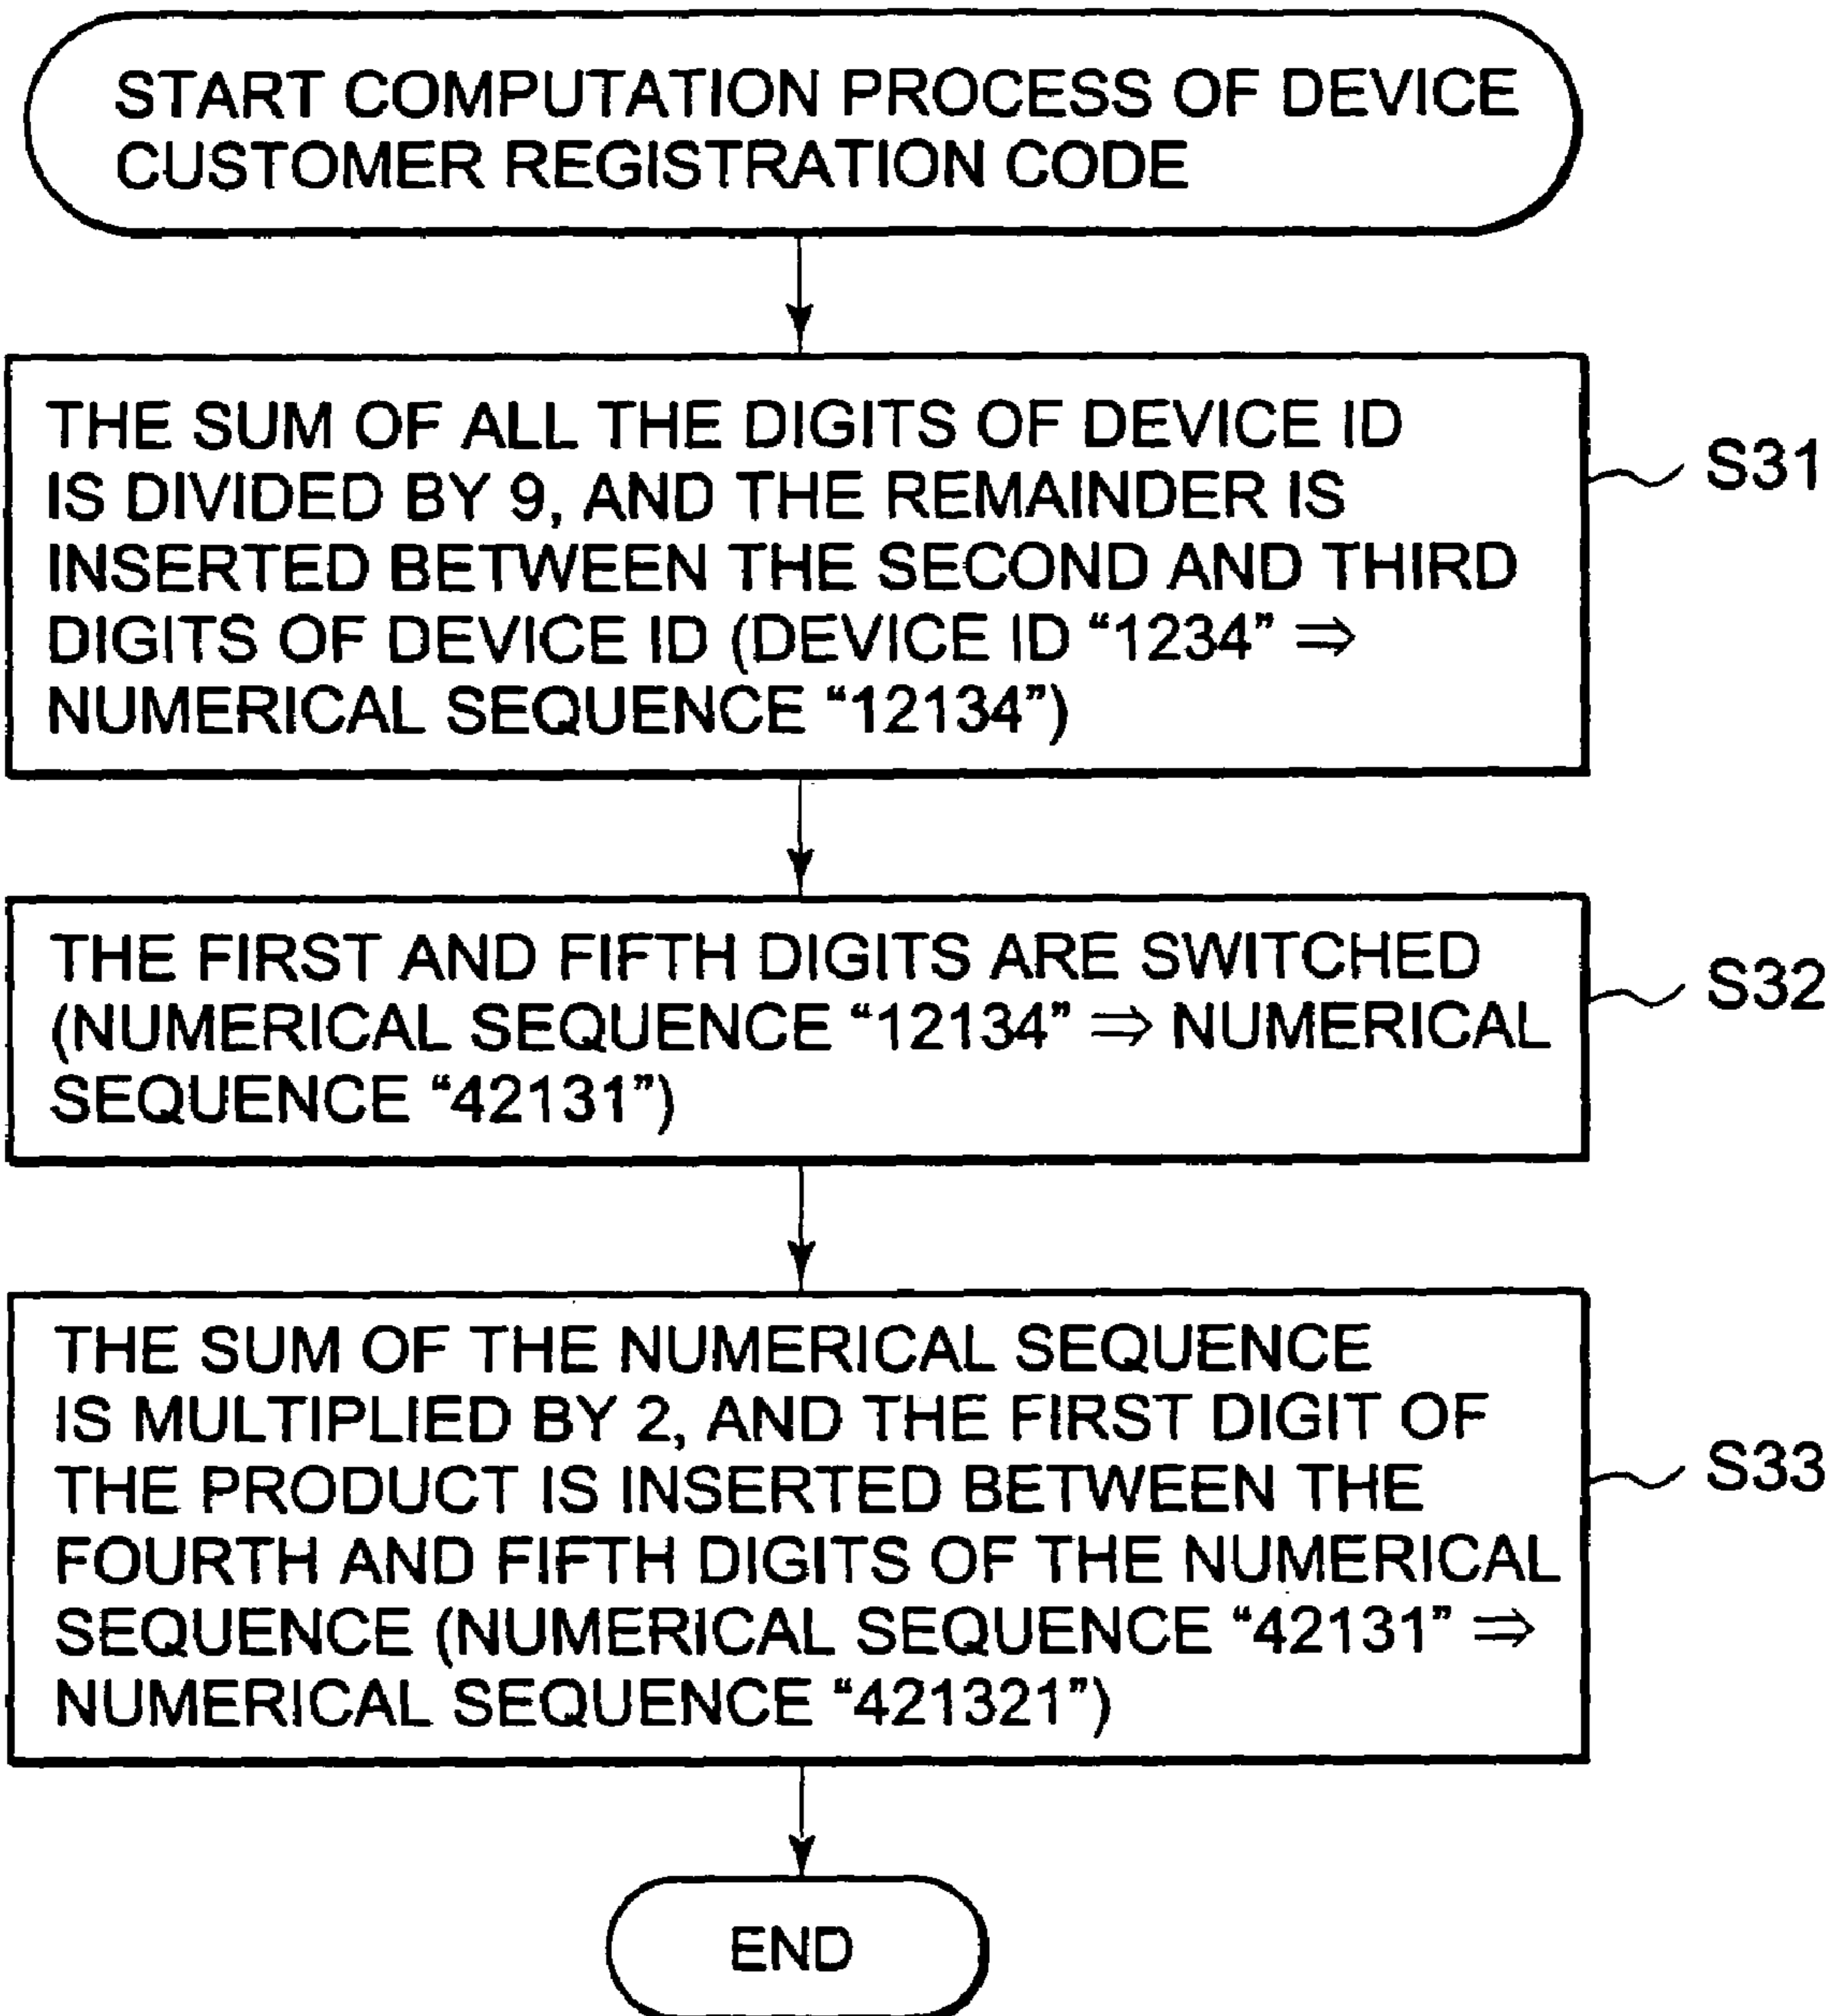 START COMPUTATION PROCESS OF DEVICE
CUSTOMER REGISTRATION CODE
THE SUM OF ALL THE DIGITS OF DEVICE ID
IS DIVIDED BY 9, AND THE REMAINDER IS
INSERTED BETWEEN THE SECOND AND THIRD
DIGITS OF DEVICE ID (DEVICE ID “1234” ⇒
NUMERICAL SEQUENCE “12134”)
S31
THE FIRST AND FIFTH DIGITS ARE SWITCHED
(NUMERICAL SEQUENCE “12134” ⇒ NUMERICAL
SEQUENCE “42131”)
S32
THE SUM OF THE NUMERICAL SEQUENCE
IS MULTIPLIED BY 2, AND THE FIRST DIGIT OF
THE PRODUCT IS INSERTED BETWEEN THE
FOURTH AND FIFTH DIGITS OF THE NUMERICAL
SEQUENCE (NUMERICAL SEQUENCE “42131” ⇒
NUMERICAL SEQUENCE “421321”)
S33
END